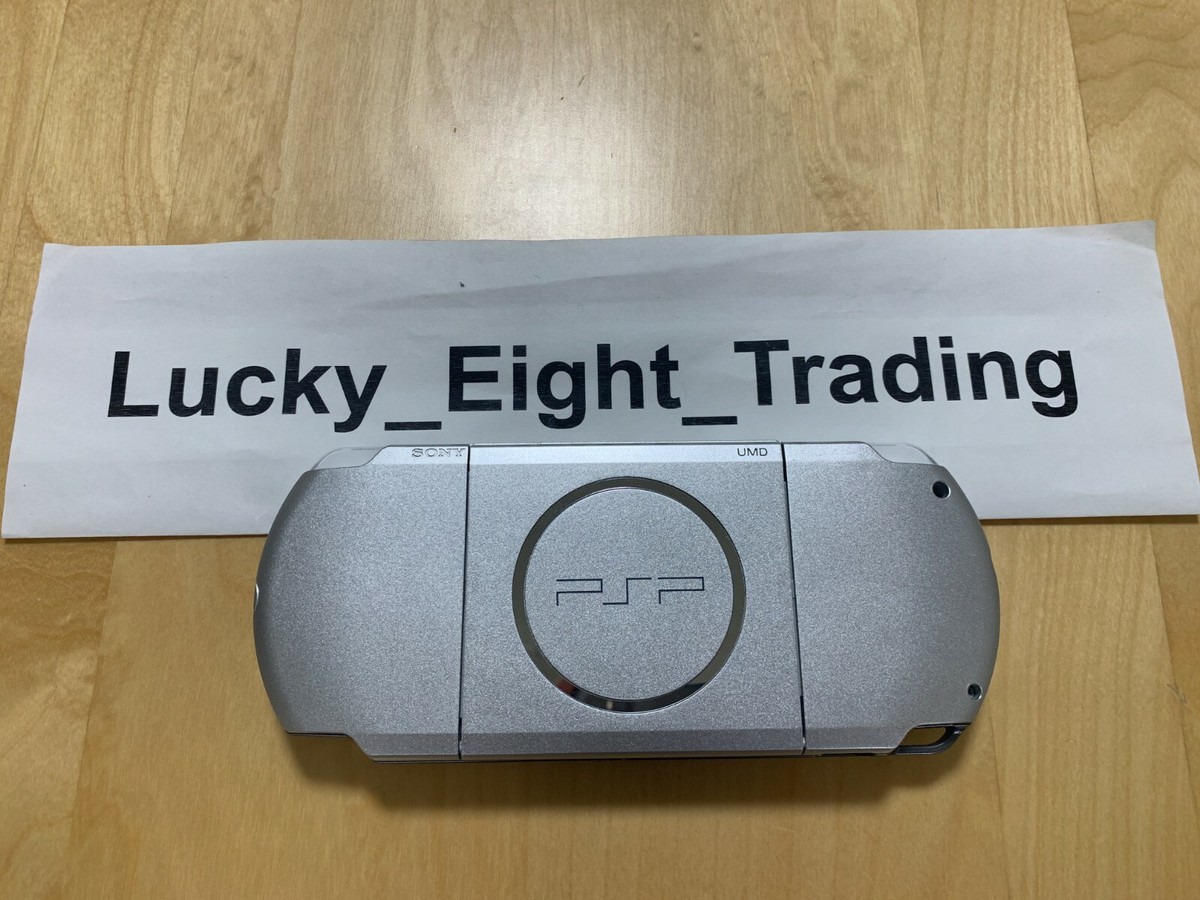 Lucky_Eight_Trading
SONY
UMD
PSP